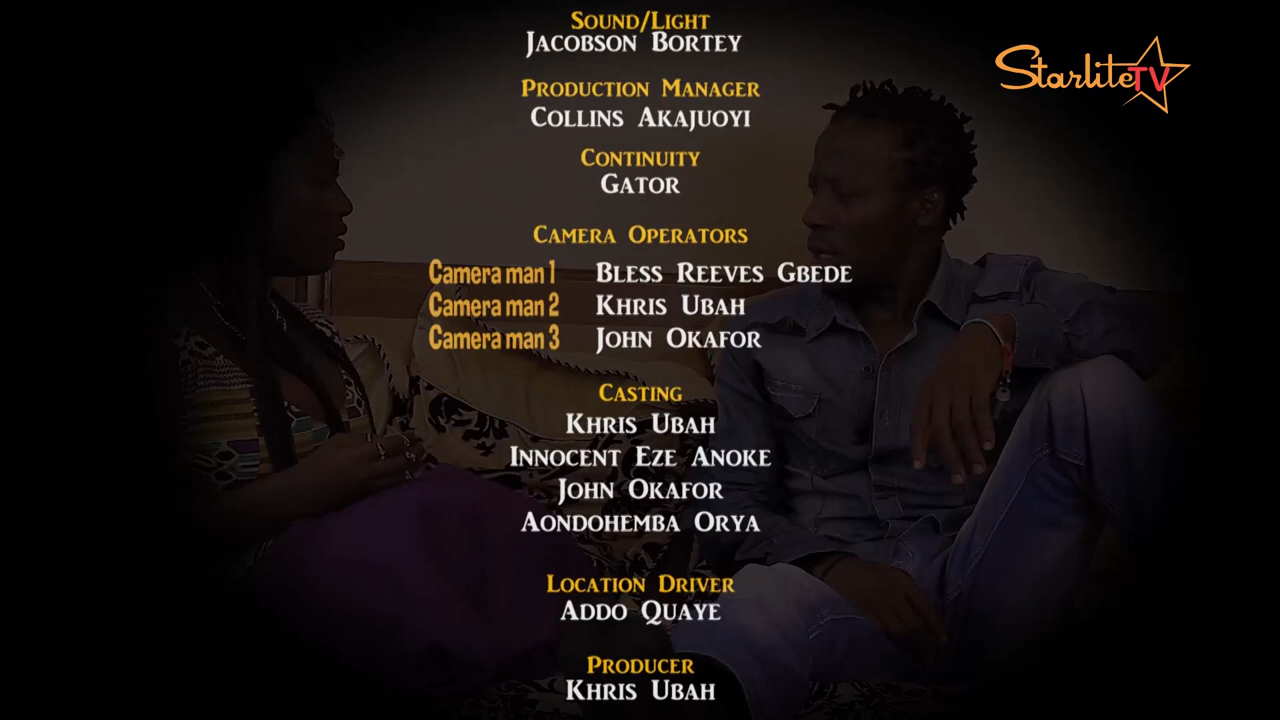 SOUND/LIGHT
JACOBSON BORTEY
StarliteTV
PRODUCTION MANAGER
COLLINS AKAJUOYI
CONTINUITY
GATOR
CAMERA OPERATORS
Camera man 1 BLESS REEVES GBEDE
Camera man 2 KHRIS UBAH
Camera man 3 JOHN OKAFOR
CASTING
KHRIS UBAH
INNOCENT EZE ANOKE
JOHN OKAFOR
AONDOHEMBA ORYA
LOCATION DRIVER
ADDO QUAYE
PRODUCER
KHRIS UBAH